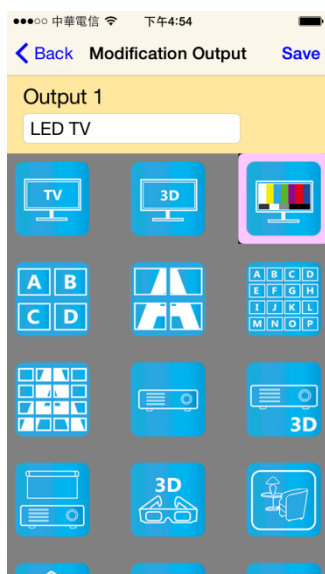 中華電信 下午4:54
Back Modification Output Save
Output 1
LED TV
TV 3D
A B A B C D
C D E F G H
I J K L
M N O P
3D
3D